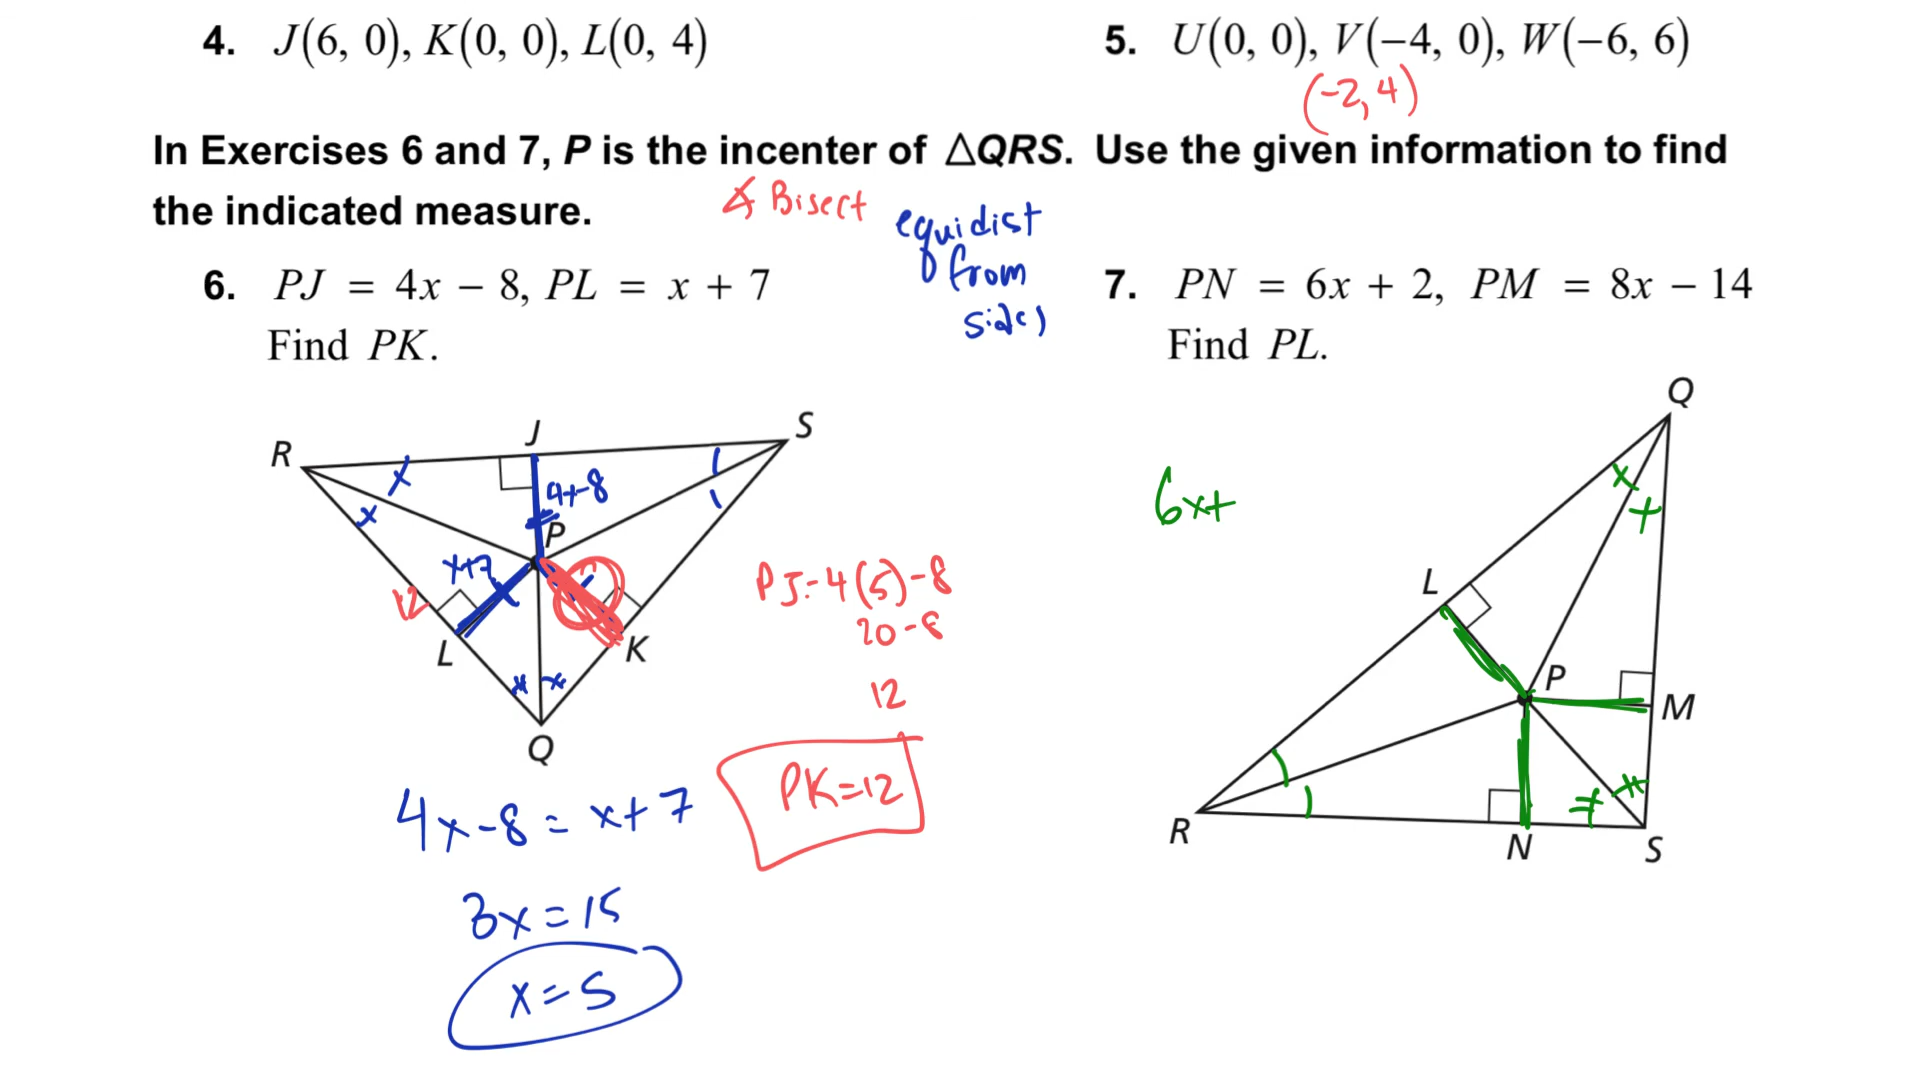 4. J(6, 0), K(0, 0), L(0, 4)
5. U(0, 0), V(−4, 0), W(−6, 6)
(-2, 4)
In Exercises 6 and 7, P is the incenter of △QRS. Use the given information to find
the indicated measure.
∡ Bisect
equidist
from
sides
6. PJ = 4x − 8, PL = x + 7
Find PK.
7. PN = 6x + 2, PM = 8x − 14
Find PL.
R
J
S
x
x
4x-8
P
x+7
12
L
K
Q
PJ = 4(5)-8
20-8
12
PK=12
4x-8 = x+7
3x=15
x=5
6x+
Q
L
P
M
R
N
S